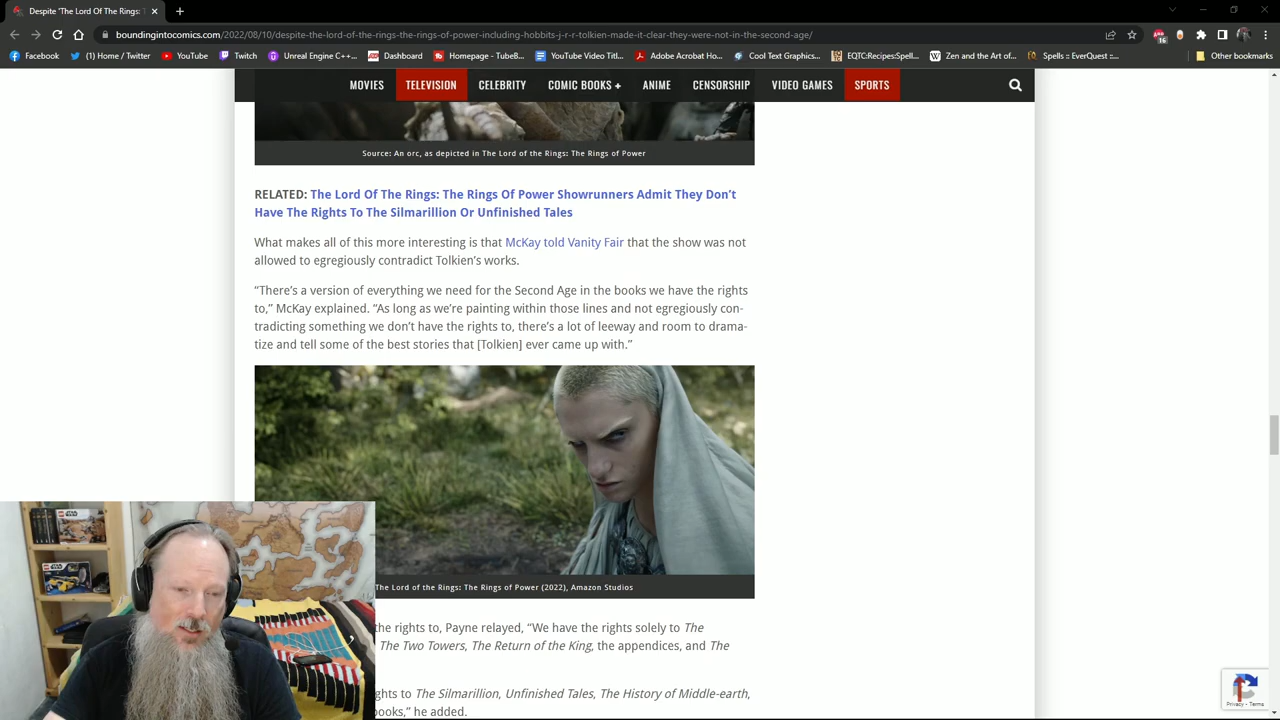 Despite 'The Lord Of The Rings:
boundingintocomics.com/2022/08/10/despite-the-lord-of-the-rings-the-rings-of-power-including-hobbits-j-r-r-tolkien-made-it-clear-they-were-not-in-the-second-age/
Facebook (1) Home / Twitter Unreal Engine C++... Dashboard Homepage - YouTube YouTube Video Title... Adobe Acrobat Ho... Cool Text Graphics... EQTC:RecipesSpell... Zen and the Art of... Spells :: EverQuest :... Other bookmarks
MOVIES TELEVISION CELEBRITY COMIC BOOKS + ANIME CENSORSHIP VIDEO GAMES SPORTS
Source: An orc, as depicted in The Lord of the Rings: The Rings of Power
RELATED: The Lord Of The Rings: The Rings Of Power Showrunners Admit They Don't
Have The Rights To The Silmarillion Or Unfinished Tales
What makes all of this more interesting is that McKay told Vanity Fair that the show was not
allowed to egregiously contradict Tolkien's works.
“There's a version of everything we need for the Second Age in the books we have the rights
to,” McKay explained. “As long as we're painting within those lines and not egregiously con-
tradicting something we don't have the rights to, there's a lot of leeway and room to drama-
tize and tell some of the best stories that [Tolkien] ever came up with.”
The Lord of the Rings: The Rings of Power (2022), Amazon Studios
the rights to, Payne relayed, “We have the rights solely to The
The Two Towers, The Return of the King, the appendices, and The
ghts to The Silmarillion, Unfinished Tales, The History of Middle-earth,
books,” he added.
STAR WARS
Privacy - Terms